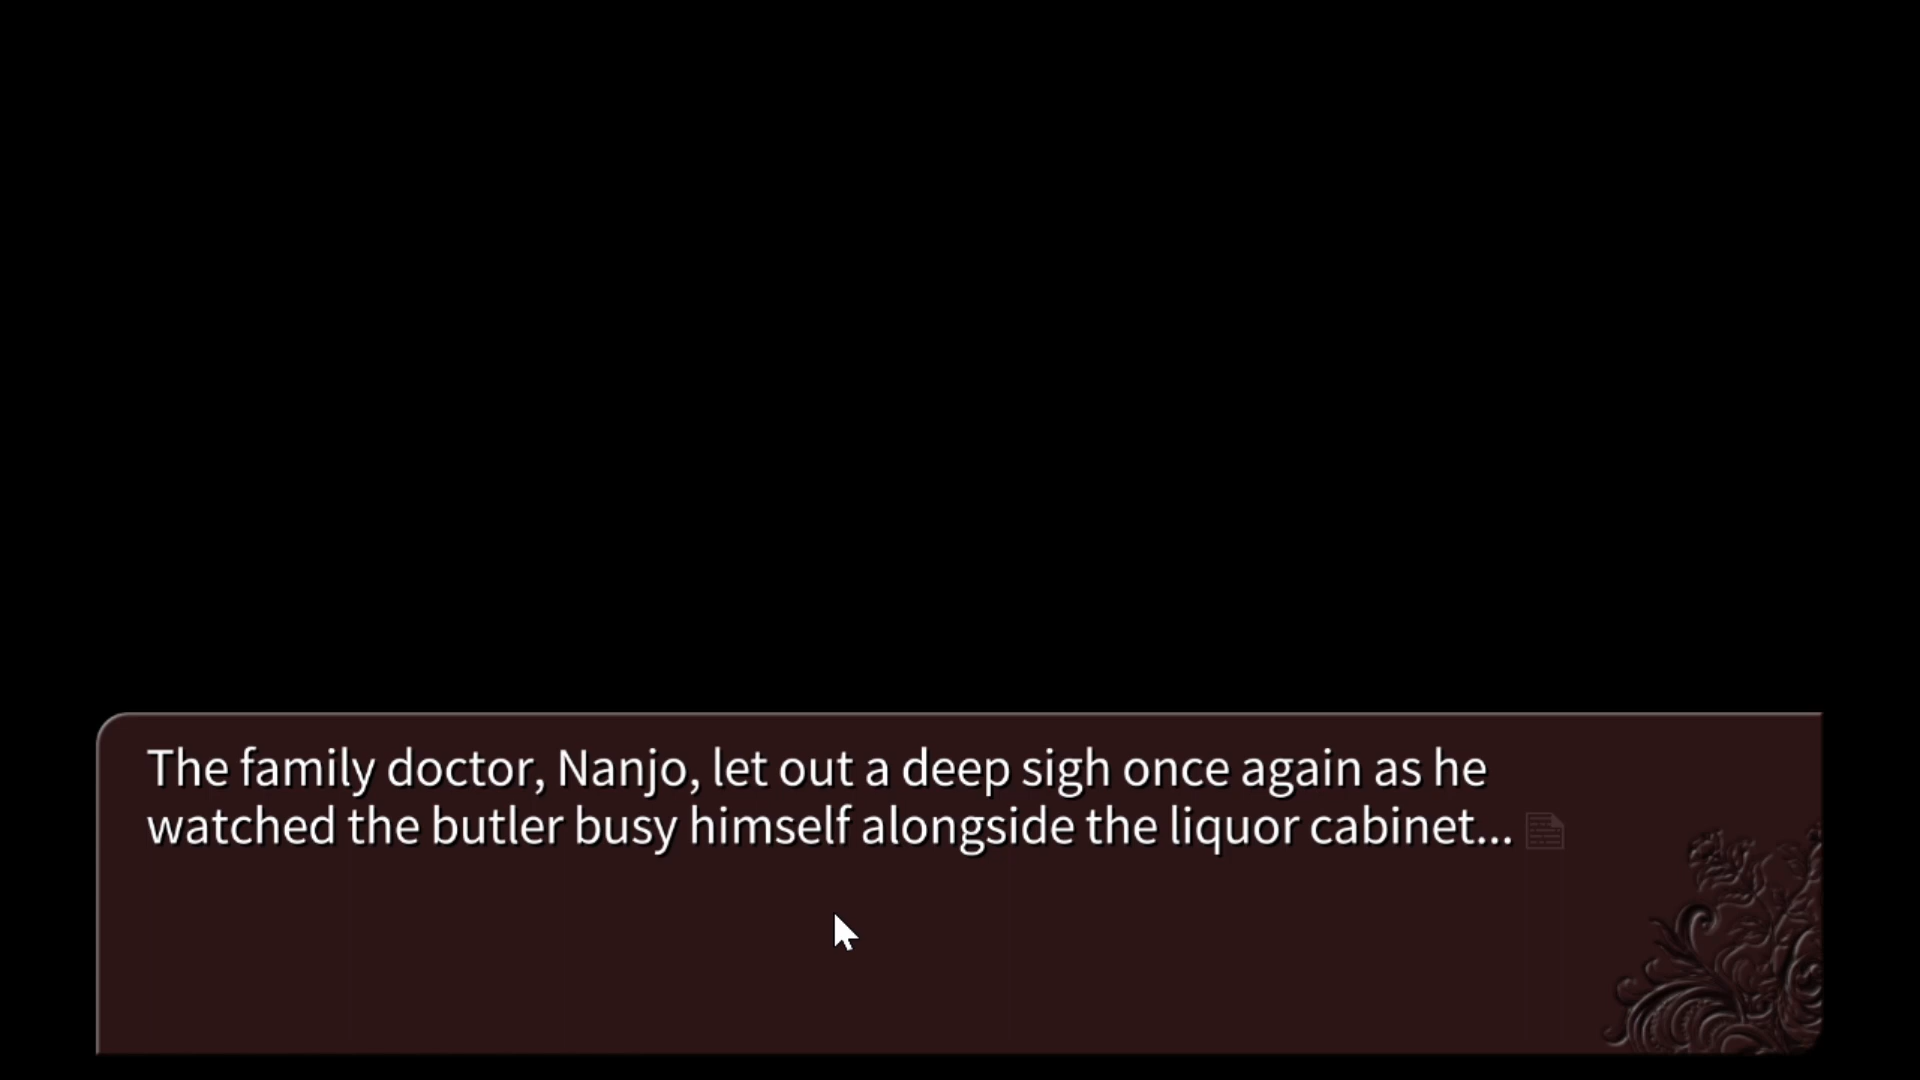 The family doctor, Nanjo, let out a deep sigh once again as he
watched the butler busy himself alongside the liquor cabinet...